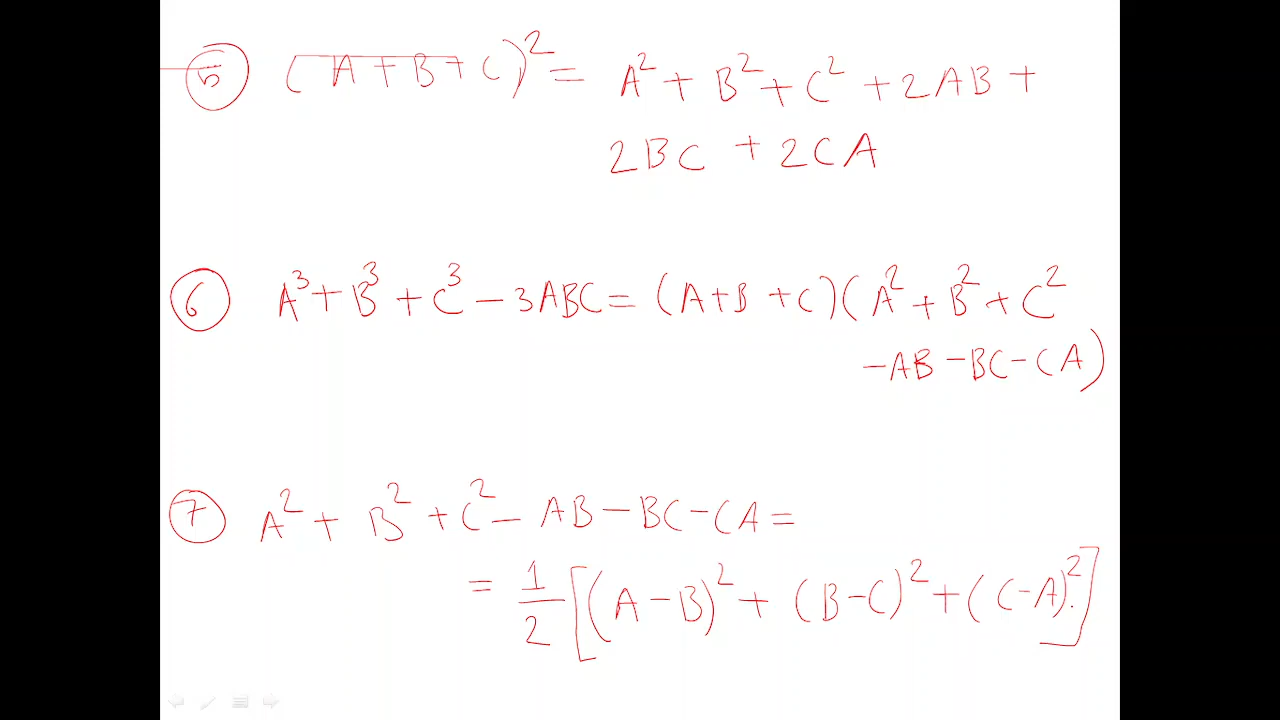 5 (A + B + C)² = A² + B² + C² + 2AB +
2BC + 2CA
6 A³ + B³ + C³ - 3ABC = (A+B+C)(A² + B² + C²
-AB -BC -CA)
7 A² + B² + C² - AB - BC - CA =
= 1/2 [(A-B)² + (B-C)² + (C-A)²]